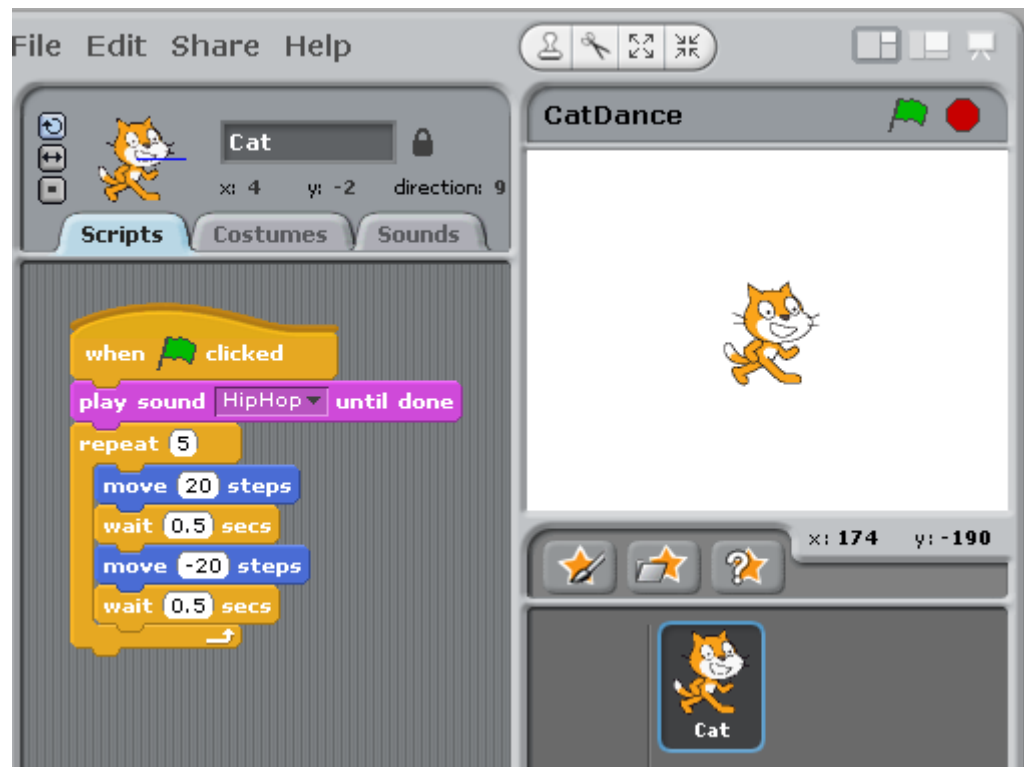 File Edit Share Help
Cat
x: 4 y: -2 direction: 9
Scripts Costumes Sounds
when clicked
play sound HipHop until done
repeat 5
move 20 steps
wait 0.5 secs
move -20 steps
wait 0.5 secs
CatDance
x: 174 y: -190
Cat